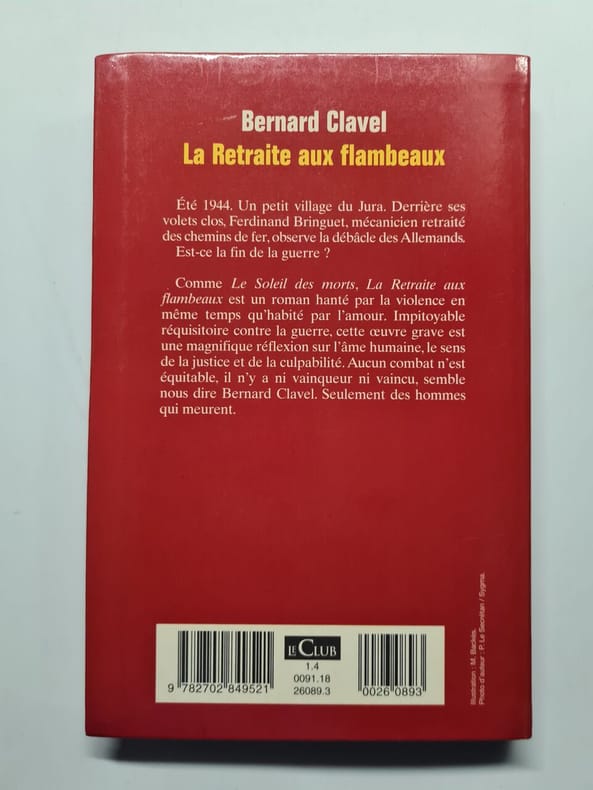 Bernard Clavel
La Retraite aux flambeaux
Été 1944. Un petit village du Jura. Derrière ses
volets clos, Ferdinand Bringuet, mécanicien retraité
des chemins de fer, observe la débâcle des Allemands.
Est-ce la fin de la guerre ?
Comme Le Soleil des morts, La Retraite aux
flambeaux est un roman hanté par la violence en
même temps qu'habité par l'amour. Impitoyable
réquisitoire contre la guerre, cette œuvre grave est
une magnifique réflexion sur l'âme humaine, le sens
de la justice et de la culpabilité. Aucun combat n'est
équitable, il n'y a ni vainqueur ni vaincu, semble
nous dire Bernard Clavel. Seulement des hommes
qui meurent.
Illustration : M. Backès.
Photo d'auteur : P. Le Secrétan / Sygma.
LE CLUB
1.4
0091.18
26089.3
9 782702 849521
0026 0893